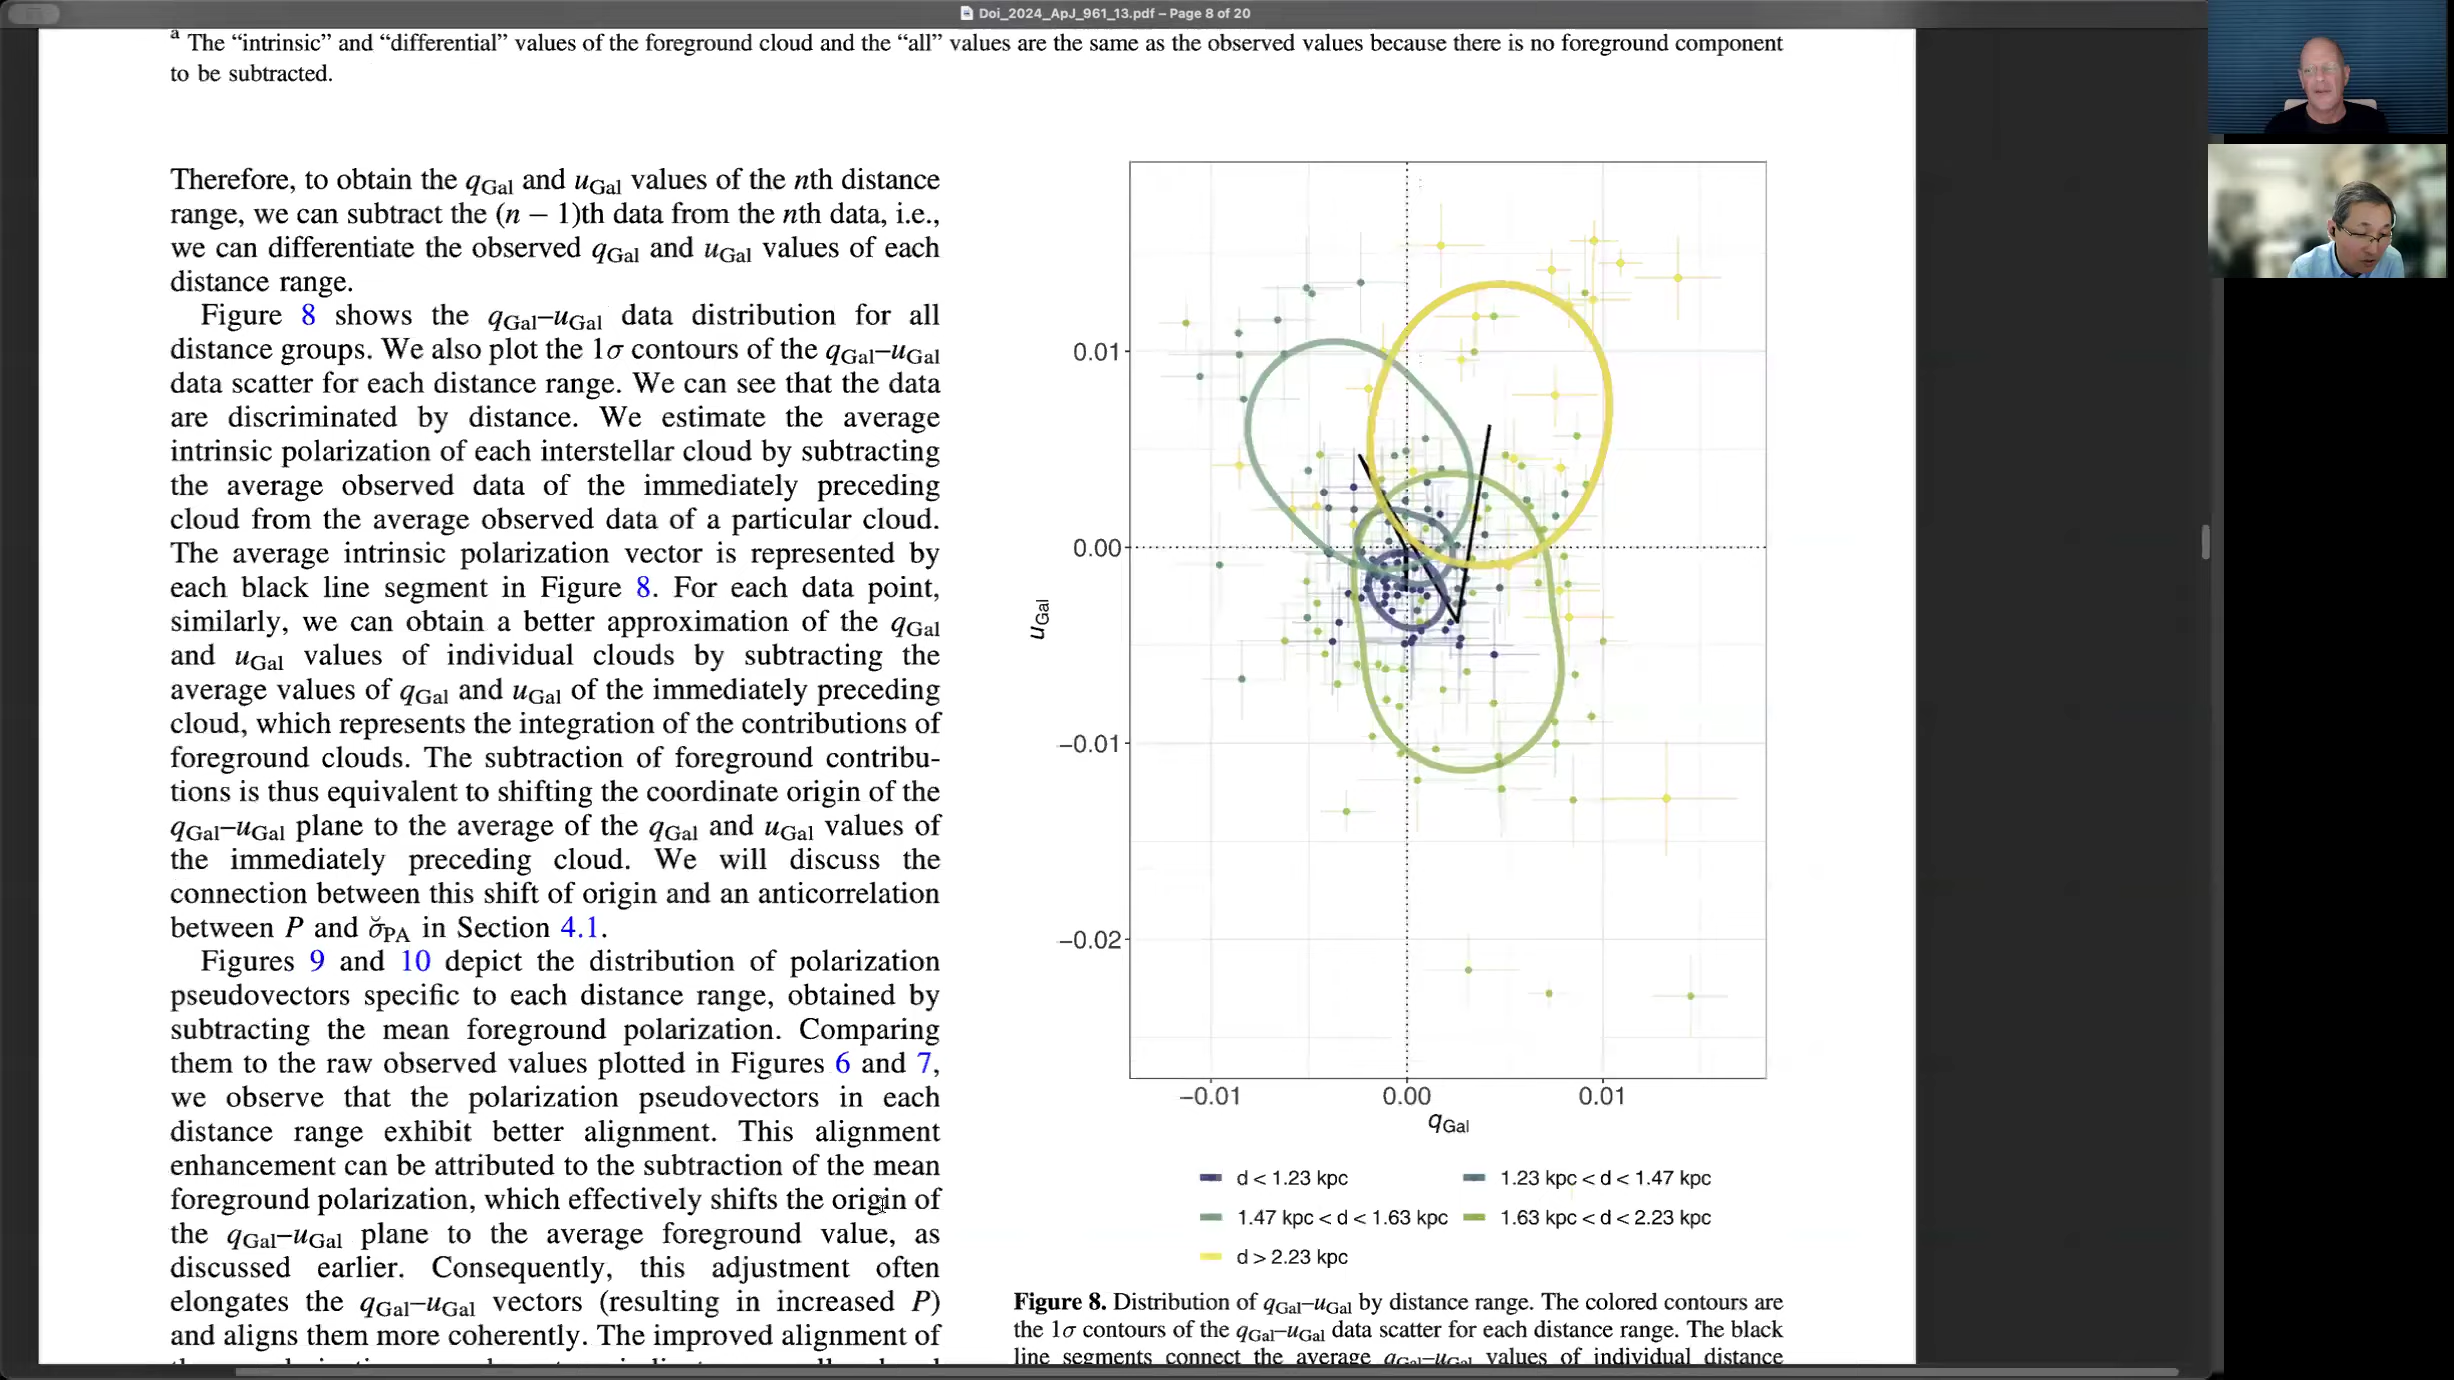 Doi_2024_ApJ_961_13.pdf – Page 8 of 20
a The “intrinsic” and “differential” values of the foreground cloud and the “all” values are the same as the observed values because there is no foreground component
to be subtracted.
Therefore, to obtain the qGal and uGal values of the nth distance
range, we can subtract the (n − 1)th data from the nth data, i.e.,
we can differentiate the observed qGal and uGal values of each
distance range.
Figure 8 shows the qGal–uGal data distribution for all
distance groups. We also plot the 1σ contours of the qGal–uGal
data scatter for each distance range. We can see that the data
are discriminated by distance. We estimate the average
intrinsic polarization of each interstellar cloud by subtracting
the average observed data of the immediately preceding
cloud from the average observed data of a particular cloud.
The average intrinsic polarization vector is represented by
each black line segment in Figure 8. For each data point,
similarly, we can obtain a better approximation of the qGal
and uGal values of individual clouds by subtracting the
average values of qGal and uGal of the immediately preceding
cloud, which represents the integration of the contributions of
foreground clouds. The subtraction of foreground contribu-
tions is thus equivalent to shifting the coordinate origin of the
qGal–uGal plane to the average of the qGal and uGal values of
the immediately preceding cloud. We will discuss the
connection between this shift of origin and an anticorrelation
between P and σ̆PA in Section 4.1.
Figures 9 and 10 depict the distribution of polarization
pseudovectors specific to each distance range, obtained by
subtracting the mean foreground polarization. Comparing
them to the raw observed values plotted in Figures 6 and 7,
we observe that the polarization pseudovectors in each
distance range exhibit better alignment. This alignment
enhancement can be attributed to the subtraction of the mean
foreground polarization, which effectively shifts the origin of
the qGal–uGal plane to the average foreground value, as
discussed earlier. Consequently, this adjustment often
elongates the qGal–uGal vectors (resulting in increased P)
and aligns them more coherently. The improved alignment of
0.01
0.00
−0.01
−0.02
uGal
−0.01 0.00 0.01
qGal
d < 1.23 kpc 1.23 kpc < d < 1.47 kpc
1.47 kpc < d < 1.63 kpc 1.63 kpc < d < 2.23 kpc
d > 2.23 kpc
Figure 8. Distribution of qGal–uGal by distance range. The colored contours are
the 1σ contours of the qGal–uGal data scatter for each distance range. The black
line segments connect the average qGal–uGal values of individual distance